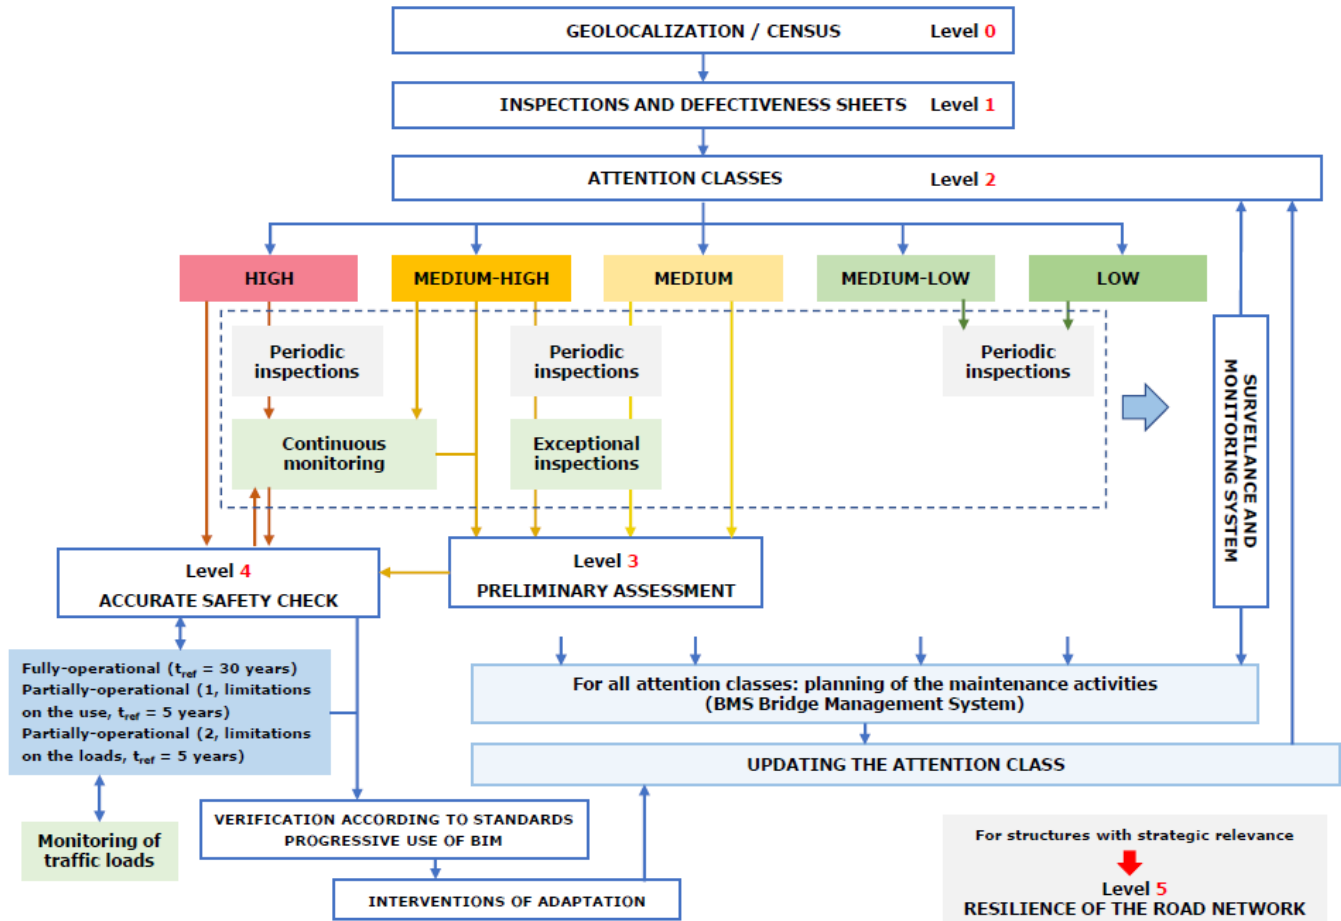 GEOLOCALIZATION / CENSUS Level 0
INSPECTIONS AND DEFECTIVENESS SHEETS Level 1
ATTENTION CLASSES Level 2
HIGH
MEDIUM-HIGH
MEDIUM
MEDIUM-LOW
LOW
Periodic
inspections
Periodic
inspections
Periodic
inspections
Continuous
monitoring
Exceptional
inspections
SURVEILANCE AND
MONITORING SYSTEM
Level 4
ACCURATE SAFETY CHECK
Level 3
PRELIMINARY ASSESSMENT
Fully-operational (tref = 30 years)
Partially-operational (1, limitations
on the use, tref = 5 years)
Partially-operational (2, limitations
on the loads, tref = 5 years)
For all attention classes: planning of the maintenance activities
(BMS Bridge Management System)
UPDATING THE ATTENTION CLASS
Monitoring of
traffic loads
VERIFICATION ACCORDING TO STANDARDS
PROGRESSIVE USE OF BIM
INTERVENTIONS OF ADAPTATION
For structures with strategic relevance
Level 5
RESILIENCE OF THE ROAD NETWORK